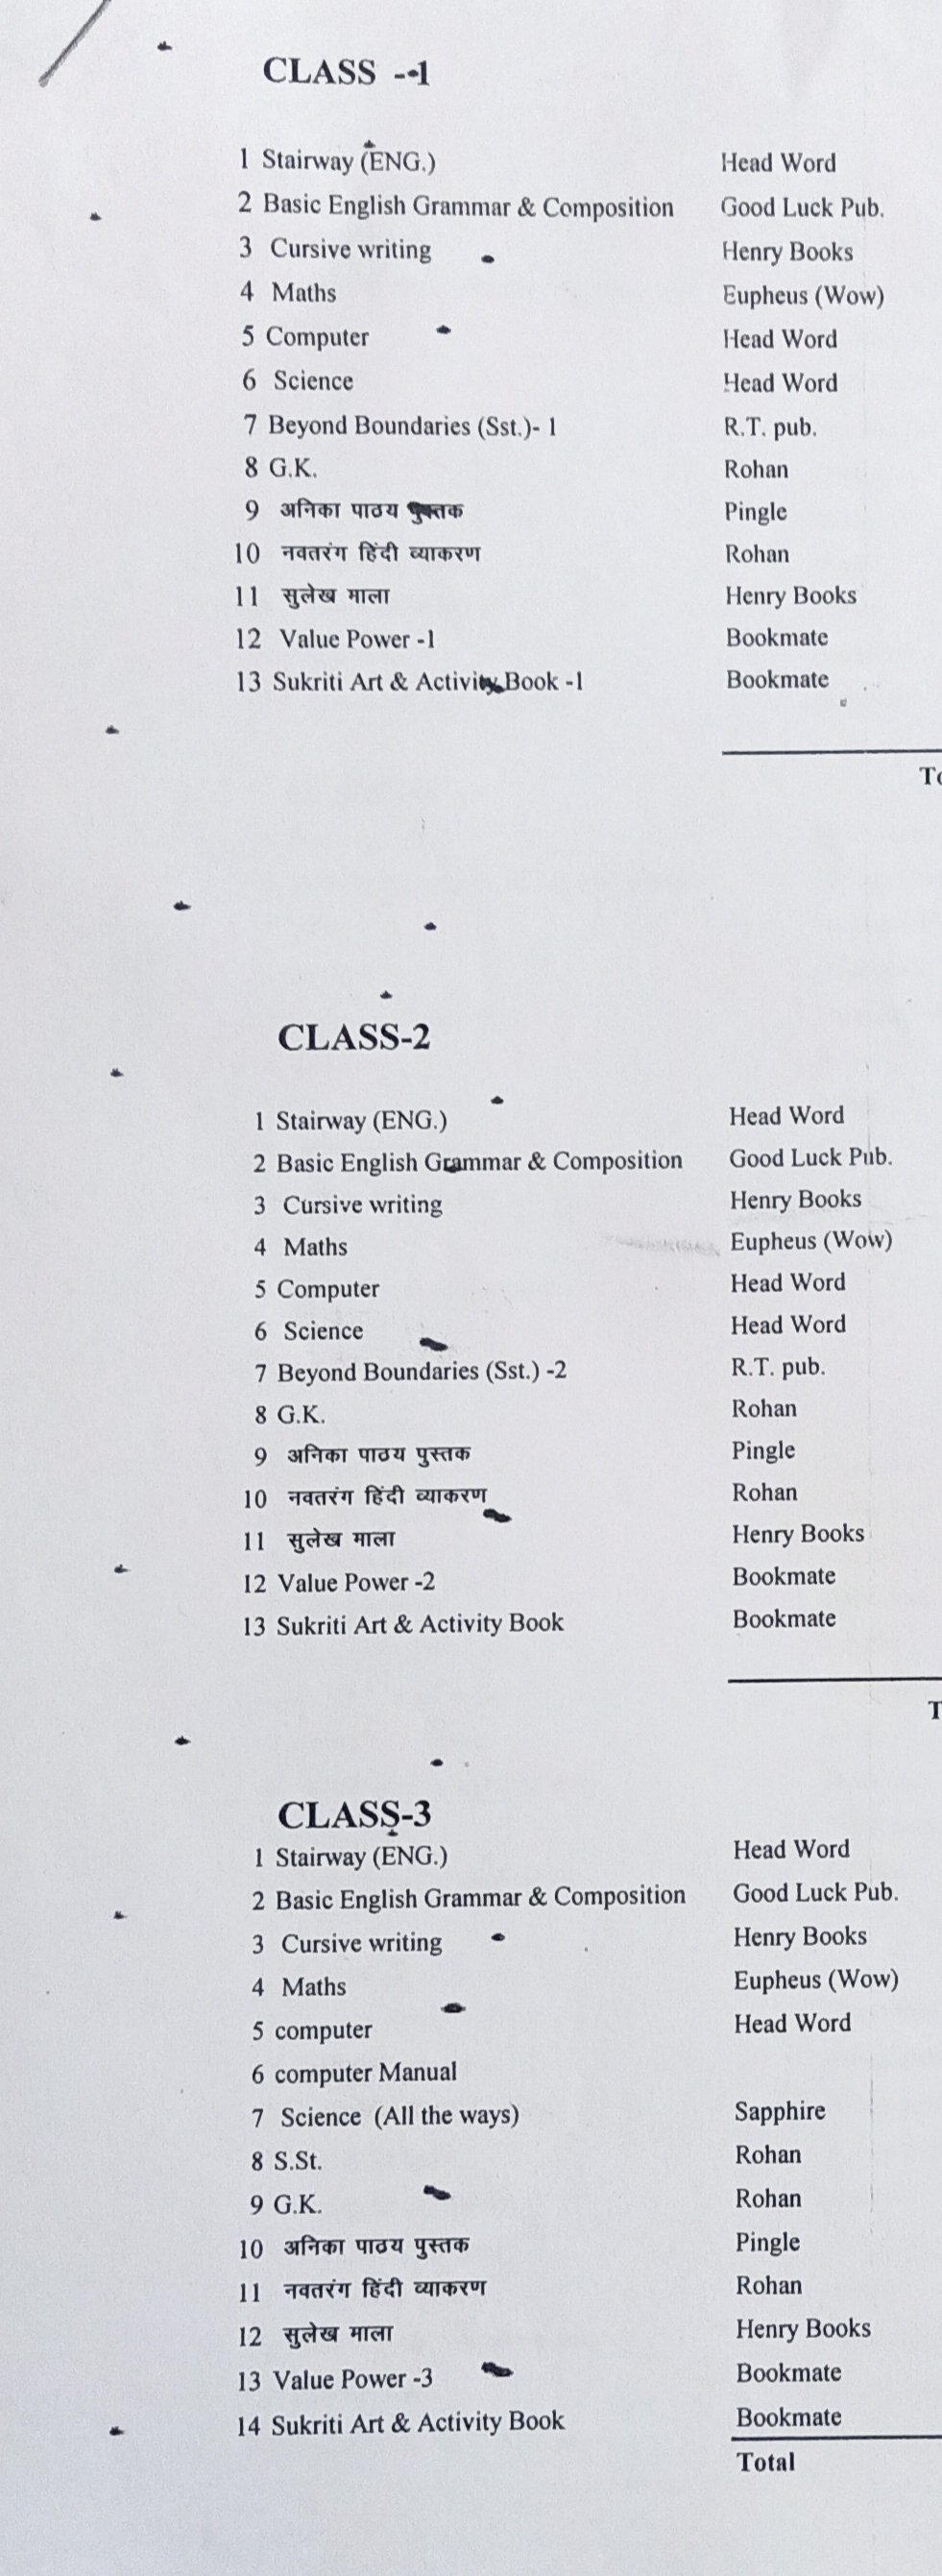 CLASS -1
1 Stairway (ENG.) Head Word
2 Basic English Grammar & Composition Good Luck Pub.
3 Cursive writing Henry Books
4 Maths Eupheus (Wow)
5 Computer Head Word
6 Science Head Word
7 Beyond Boundaries (Sst.)- 1 R.T. pub.
8 G.K. Rohan
9 अनिका पाठय पुस्तक Pingle
10 नवतरंग हिंदी व्याकरण Rohan
11 सुलेख माला Henry Books
12 Value Power -1 Bookmate
13 Sukriti Art & Activity Book -1 Bookmate
CLASS-2
1 Stairway (ENG.) Head Word
2 Basic English Grammar & Composition Good Luck Pub.
3 Cursive writing Henry Books
4 Maths Eupheus (Wow)
5 Computer Head Word
6 Science Head Word
7 Beyond Boundaries (Sst.) -2 R.T. pub.
8 G.K. Rohan
9 अनिका पाठय पुस्तक Pingle
10 नवतरंग हिंदी व्याकरण Rohan
11 सुलेख माला Henry Books
12 Value Power -2 Bookmate
13 Sukriti Art & Activity Book Bookmate
CLASS-3
1 Stairway (ENG.) Head Word
2 Basic English Grammar & Composition Good Luck Pub.
3 Cursive writing Henry Books
4 Maths Eupheus (Wow)
5 computer Head Word
6 computer Manual
7 Science (All the ways) Sapphire
8 S.St. Rohan
9 G.K. Rohan
10 अनिका पाठय पुस्तक Pingle
11 नवतरंग हिंदी व्याकरण Rohan
12 सुलेख माला Henry Books
13 Value Power -3 Bookmate
14 Sukriti Art & Activity Book Bookmate
Total